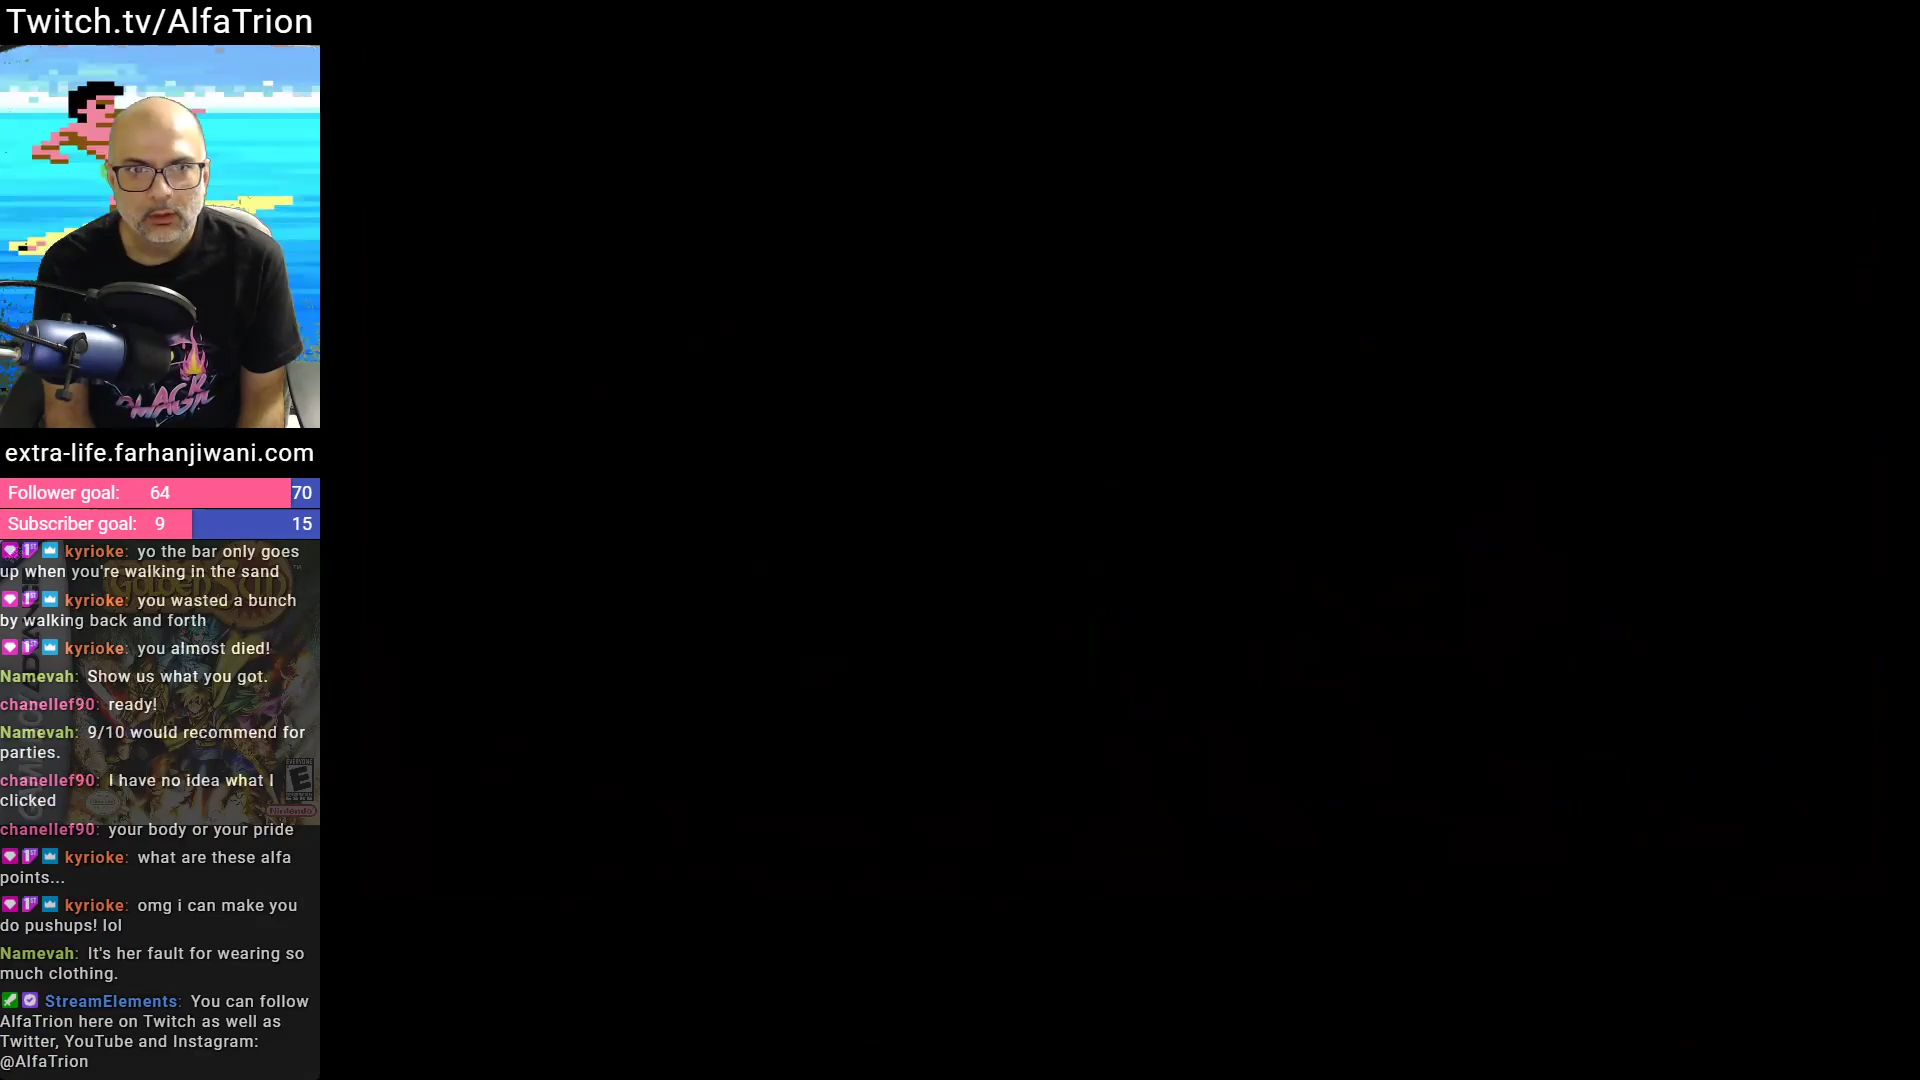 Twitch.tv/AlfaTrion
BLACK
extra-life.farhanjiwani.com
Follower goal: 64 70
Subscriber goal: 9 15
kyrioke: yo the bar only goes
up when you're walking in the sand
kyrioke: you wasted a bunch
by walking back and forth
kyrioke: you almost died!
Namevah: Show us what you got.
chanellef90: ready!
Namevah: 9/10 would recommend for
parties.
chanellef90: I have no idea what I
clicked
chanellef90: your body or your pride
kyrioke: what are these alfa
points...
kyrioke: omg i can make you
do pushups! lol
Namevah: It's her fault for wearing so
much clothing.
StreamElements: You can follow
AlfaTrion here on Twitch as well as
Twitter, YouTube and Instagram:
@AlfaTrion
Golden Sun
EVERYONE
E
Nintendo